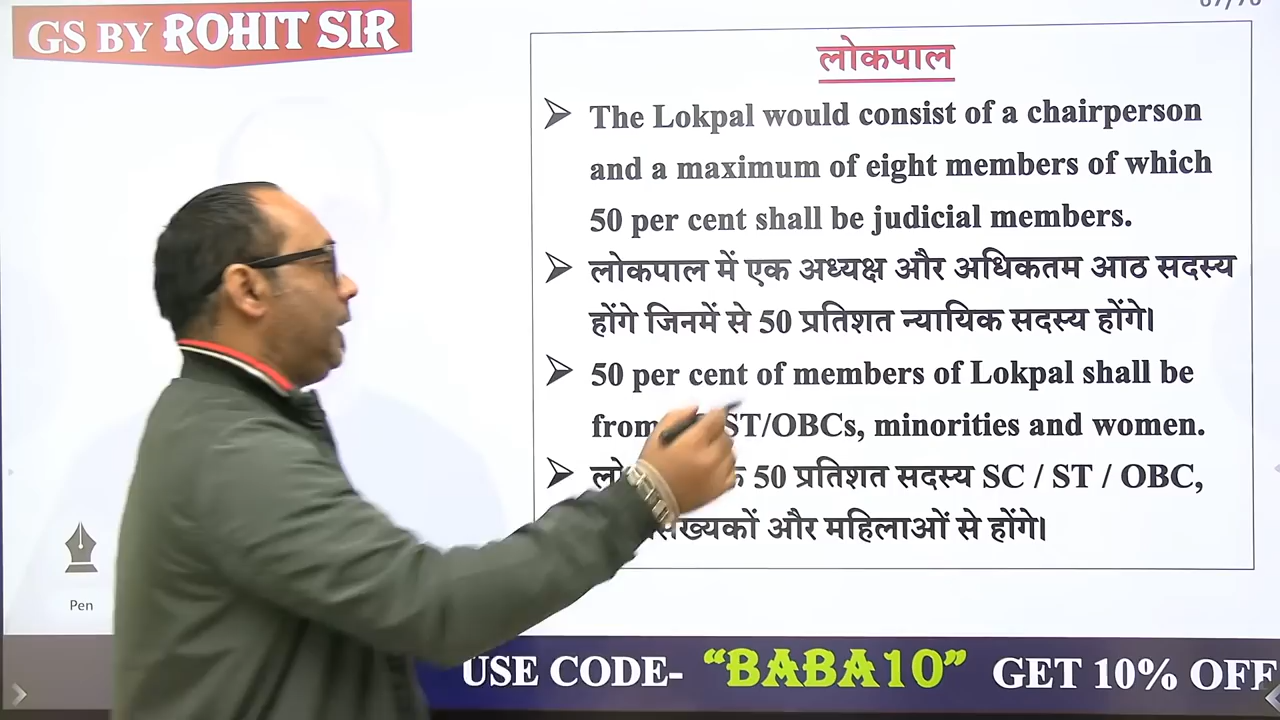 GS BY ROHIT SIR
लोकपाल
➢ The Lokpal would consist of a chairperson
and a maximum of eight members of which
50 per cent shall be judicial members.
➢ लोकपाल में एक अध्यक्ष और अधिकतम आठ सदस्य
होंगे जिनमें से 50 प्रतिशत न्यायिक सदस्य होंगे।
➢ 50 per cent of members of Lokpal shall be
from ST/OBCs, minorities and women.
➢ 50 प्रतिशत सदस्य SC / ST / OBC,
और महिलाओं से होंगे।
Pen
USE CODE- “BABA10” GET 10% OFF